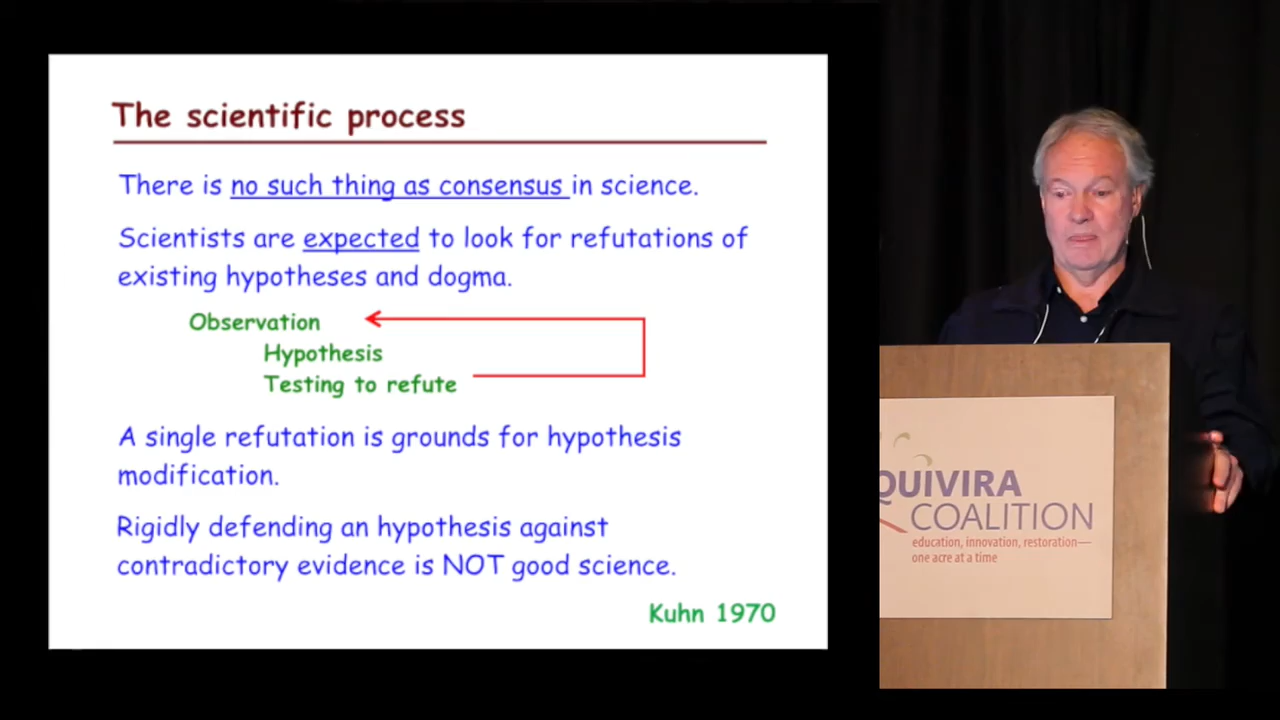 The scientific process
There is no such thing as consensus in science.
Scientists are expected to look for refutations of
existing hypotheses and dogma.
Observation
Hypothesis
Testing to refute
A single refutation is grounds for hypothesis
modification.
Rigidly defending an hypothesis against
contradictory evidence is NOT good science.
Kuhn 1970
QUIVIRA
COALITION
education, innovation, restoration—
one acre at a time